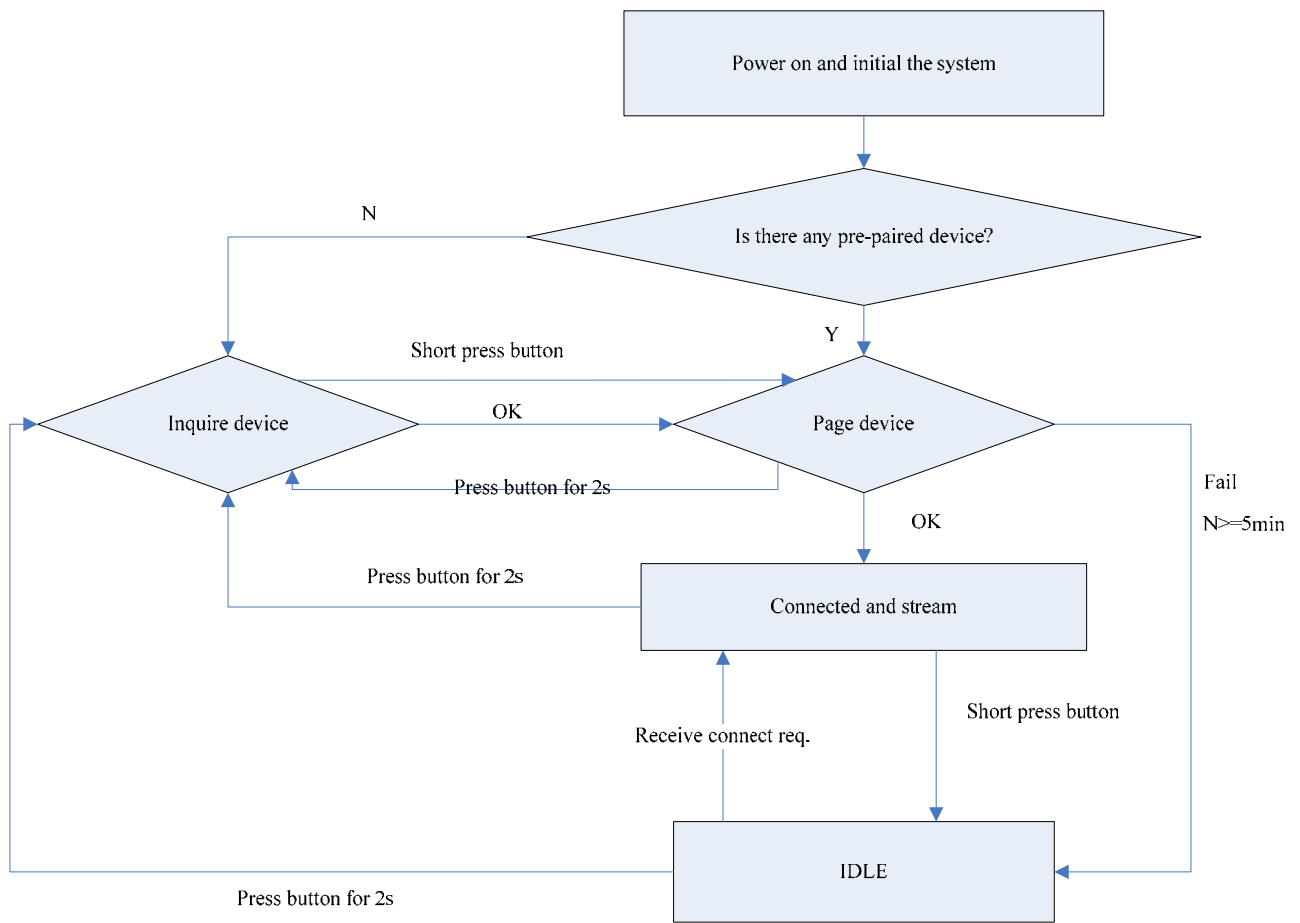 Power on and initial the system
N
Is there any pre-paired device?
Y
Short press button
Inquire device
OK
Page device
Press button for 2s
Fail
N>=5min
OK
Press button for 2s
Connected and stream
Short press button
Receive connect req.
IDLE
Press button for 2s